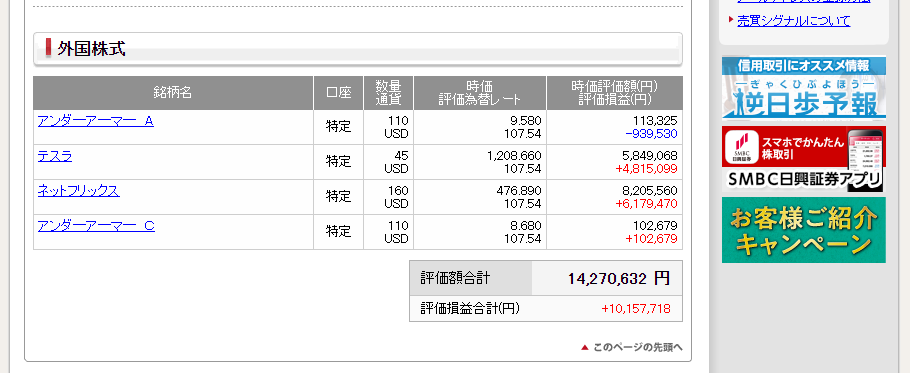 売買シグナルについて
外国株式
銘柄名
口座
数量
通貨
時価
評価為替レート
時価評価額(円)
評価損益(円)
アンダーアーマー A
特定
110
USD
9.580
107.54
113,325
-939,530
テスラ
特定
45
USD
1,208.660
107.54
5,849,068
+4,815,099
ネットフリックス
特定
160
USD
476.890
107.54
8,205,560
+6,179,470
アンダーアーマー C
特定
110
USD
8.680
107.54
102,679
+102,679
評価額合計
14,270,632 円
評価損益合計(円)
+10,157,718
このページの先頭へ
信用取引にオススメ情報
ぎゃくひぶよほう
逆日歩予報
SMBC日興証券
スマホでかんたん
株取引
SMBC日興証券アプリ
お客様ご紹介
キャンペーン